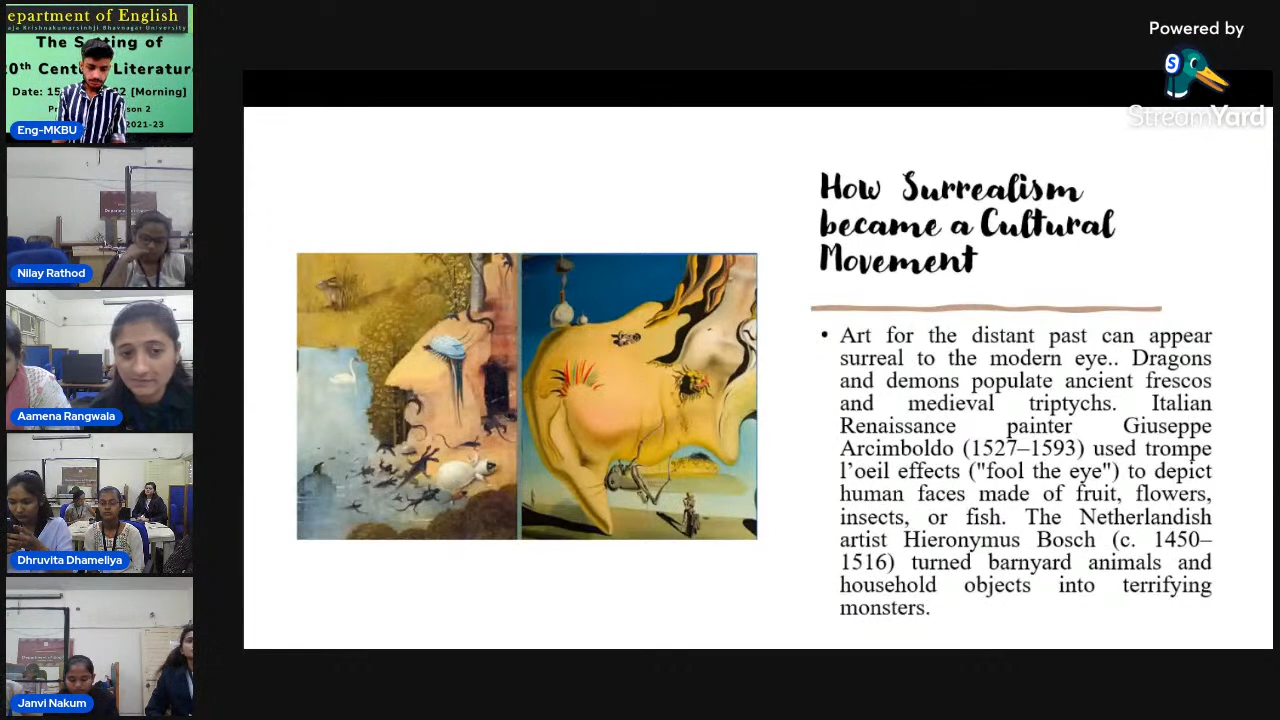 epartment of English
aja Krishnakumarsinhji Bhavnagar University
The Setting of
0th Century Literature
Date: 15 22 [Morning]
son 2
2021-23
Eng-MKBU
Nilay Rathod
Aamena Rangwala
Dhruvita Dhameliya
Janvi Nakum
Powered by
S
StreamYard
How Surrealism
became a Cultural
Movement
• Art for the distant past can appear
surreal to the modern eye.. Dragons
and demons populate ancient frescos
and medieval triptychs. Italian
Renaissance painter Giuseppe
Arcimboldo (1527–1593) used trompe
l’oeil effects ("fool the eye") to depict
human faces made of fruit, flowers,
insects, or fish. The Netherlandish
artist Hieronymus Bosch (c. 1450–
1516) turned barnyard animals and
household objects into terrifying
monsters.